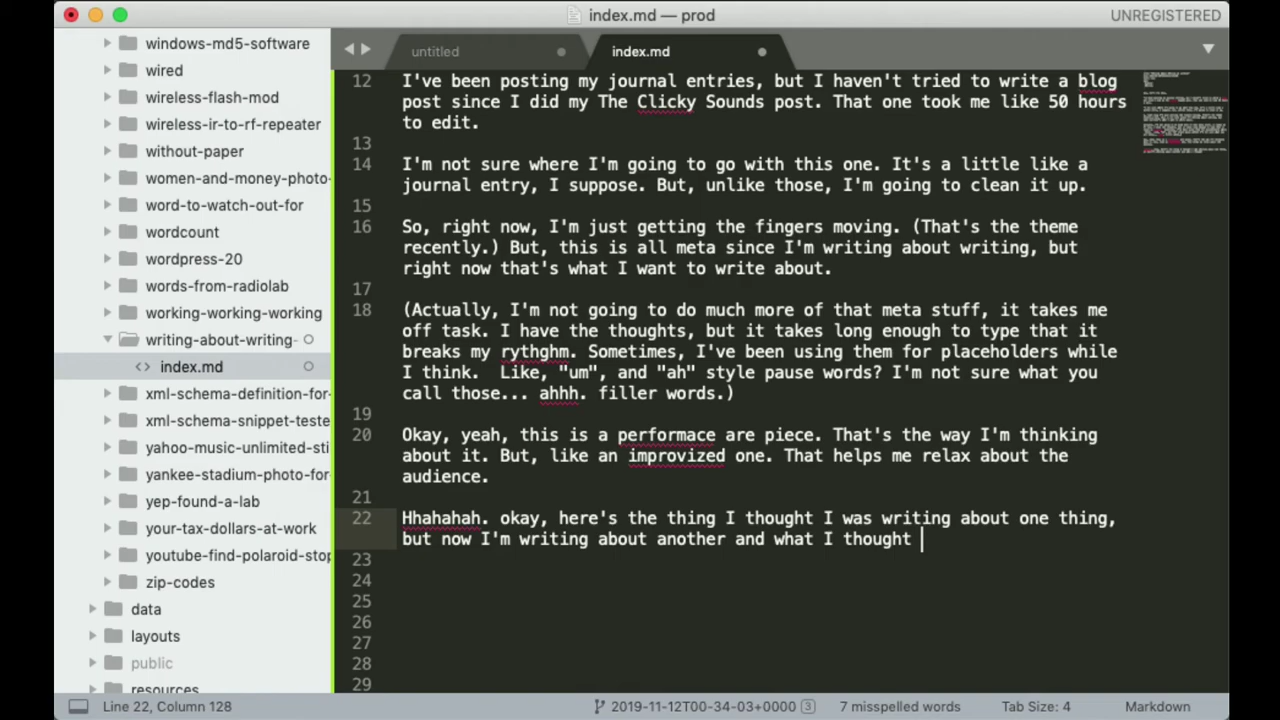 index.md — prod
UNREGISTERED
windows-md5-software
wired
wireless-flash-mod
wireless-ir-to-rf-repeater
without-paper
women-and-money-photo-
word-to-watch-out-for
wordcount
wordpress-20
words-from-radiolab
working-working-working
writing-about-writing-
<> index.md
xml-schema-definition-for-
xml-schema-snippet-teste
yahoo-music-unlimited-sti
yankee-stadium-photo-for-
yep-found-a-lab
your-tax-dollars-at-work
youtube-find-polaroid-stop
zip-codes
data
layouts
public
resources
untitled
index.md
12 I've been posting my journal entries, but I haven't tried to write a blog
post since I did my The Clicky Sounds post. That one took me like 50 hours
to edit.
13
14 I'm not sure where I'm going to go with this one. It's a little like a
journal entry, I suppose. But, unlike those, I'm going to clean it up.
15
16 So, right now, I'm just getting the fingers moving. (That's the theme
recently.) But, this is all meta since I'm writing about writing, but
right now that's what I want to write about.
17
18 (Actually, I'm not going to do much more of that meta stuff, it takes me
off task. I have the thoughts, but it takes long enough to type that it
breaks my rythghm. Sometimes, I've been using them for placeholders while
I think.  Like, "um", and "ah" style pause words? I'm not sure what you
call those... ahhh. filler words.)
19
20 Okay, yeah, this is a performace are piece. That's the way I'm thinking
about it. But, like an improvized one. That helps me relax about the
audience.
21
22 Hhahahah. okay, here's the thing I thought I was writing about one thing,
but now I'm writing about another and what I thought
23
24
25
26
27
28
29
Line 22, Column 128
2019-11-12T00-34-03+0000 3
7 misspelled words
Tab Size: 4
Markdown